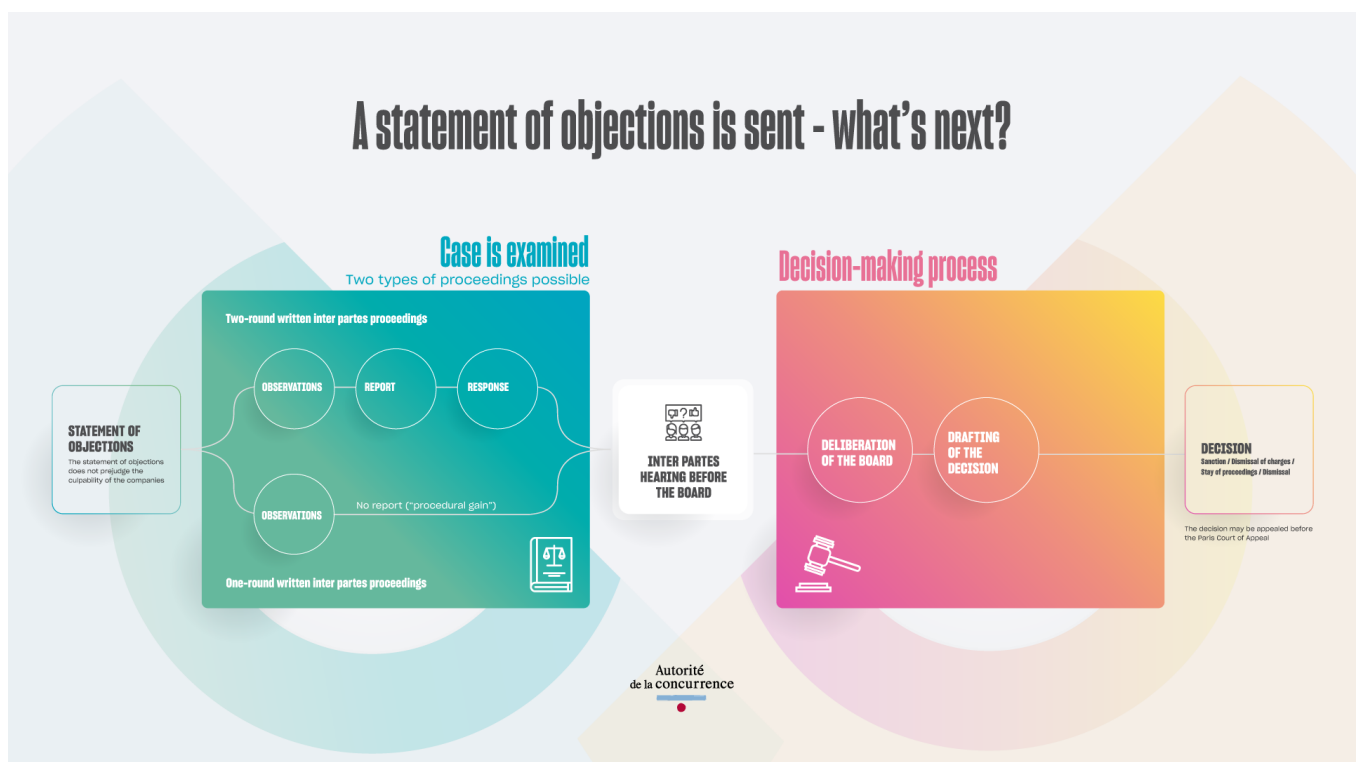 A statement of objections is sent - what's next?
Case is examined
Two types of proceedings possible
Two-round written inter partes proceedings
OBSERVATIONS
REPORT
RESPONSE
STATEMENT OF
OBJECTIONS
The statement of objections
does not prejudge the
culpability of the companies
OBSERVATIONS
No report ("procedural gain")
One-round written inter partes proceedings
?
INTER PARTES
HEARING BEFORE
THE BOARD
Decision-making process
DELIBERATION
OF THE BOARD
DRAFTING
OF THE
DECISION
DECISION
Sanction / Dismissal of charges /
Stay of proceedings / Dismissal
The decision may be appealed before
the Paris Court of Appeal
Autorité
de la concurrence